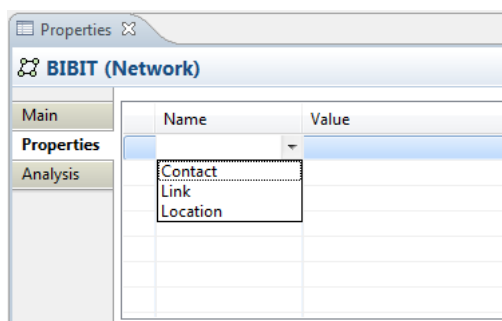 Properties
BIBIT (Network)
Main
Name Value
Properties
Analysis
Contact
Link
Location